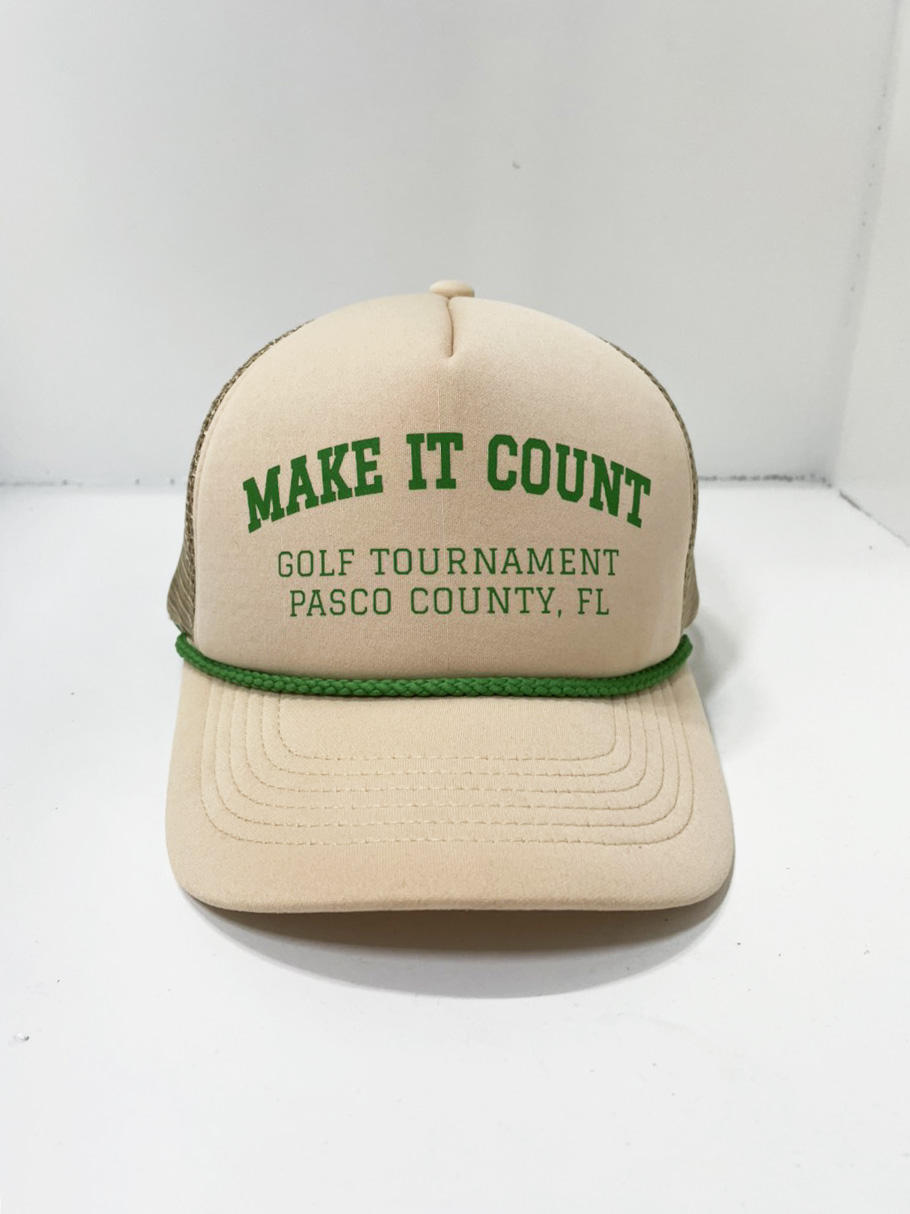 MAKE IT COUNT
GOLF TOURNAMENT
PASCO COUNTY, FL